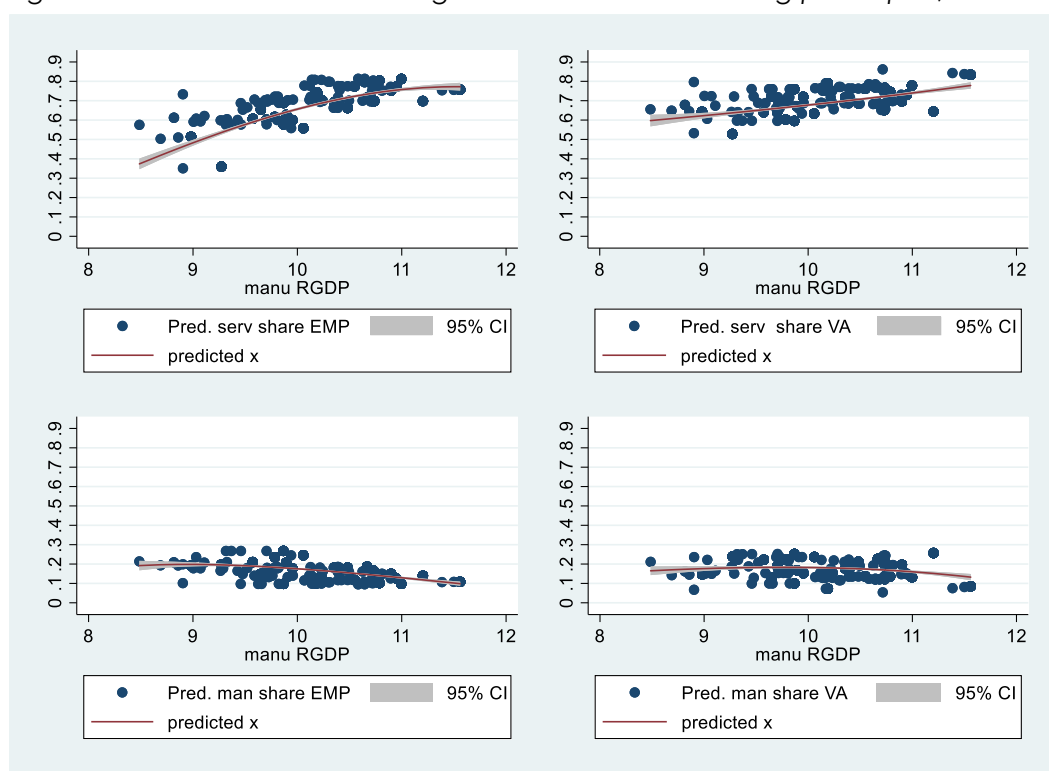 0 .1 .2 .3 .4 .5 .6 .7 .8 .9
8 9 10 11 12
manu RGDP
Pred. serv share EMP 95% CI
predicted x
0 .1 .2 .3 .4 .5 .6 .7 .8 .9
8 9 10 11 12
manu RGDP
Pred. serv share VA 95% CI
predicted x
0 .1 .2 .3 .4 .5 .6 .7 .8 .9
8 9 10 11 12
manu RGDP
Pred. man share EMP 95% CI
predicted x
0 .1 .2 .3 .4 .5 .6 .7 .8 .9
8 9 10 11 12
manu RGDP
Pred. man share VA 95% CI
predicted x